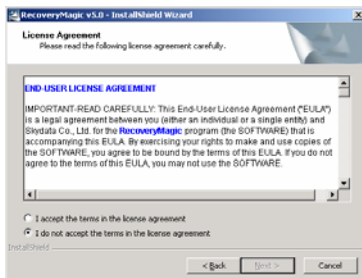 RecoveryMagic v5.0 - InstallShield Wizard
License Agreement
Please read the following license agreement carefully.
END-USER LICENSE AGREEMENT
IMPORTANT-READ CAREFULLY: This End-User License Agreement ("EULA")
is a legal agreement between you (either an individual or a single entity) and
Skydata Co., Ltd. for the RecoveryMagic program (the SOFTWARE) that is
accompanying this EULA. By exercising your rights to make and use copies of
the SOFTWARE, you agree to be bound by the terms of this EULA. If you do not
agree to the terms of this EULA, you may not use the SOFTWARE.
I accept the terms in the license agreement
I do not accept the terms in the license agreement
InstallShield
< Back
Next >
Cancel